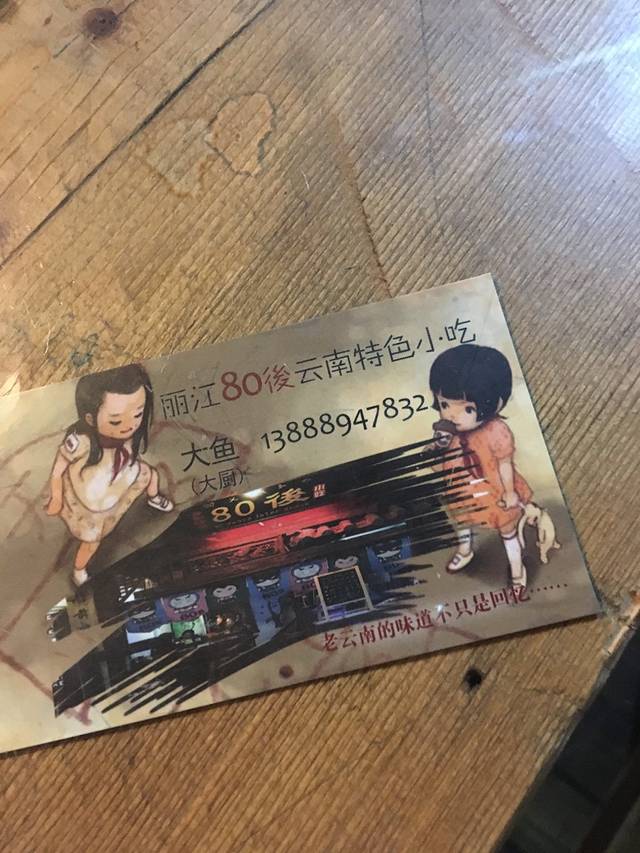 丽江80後云南特色小吃
大鱼 13888947832
(大厨)
80後
老云南的味道不只是回忆······